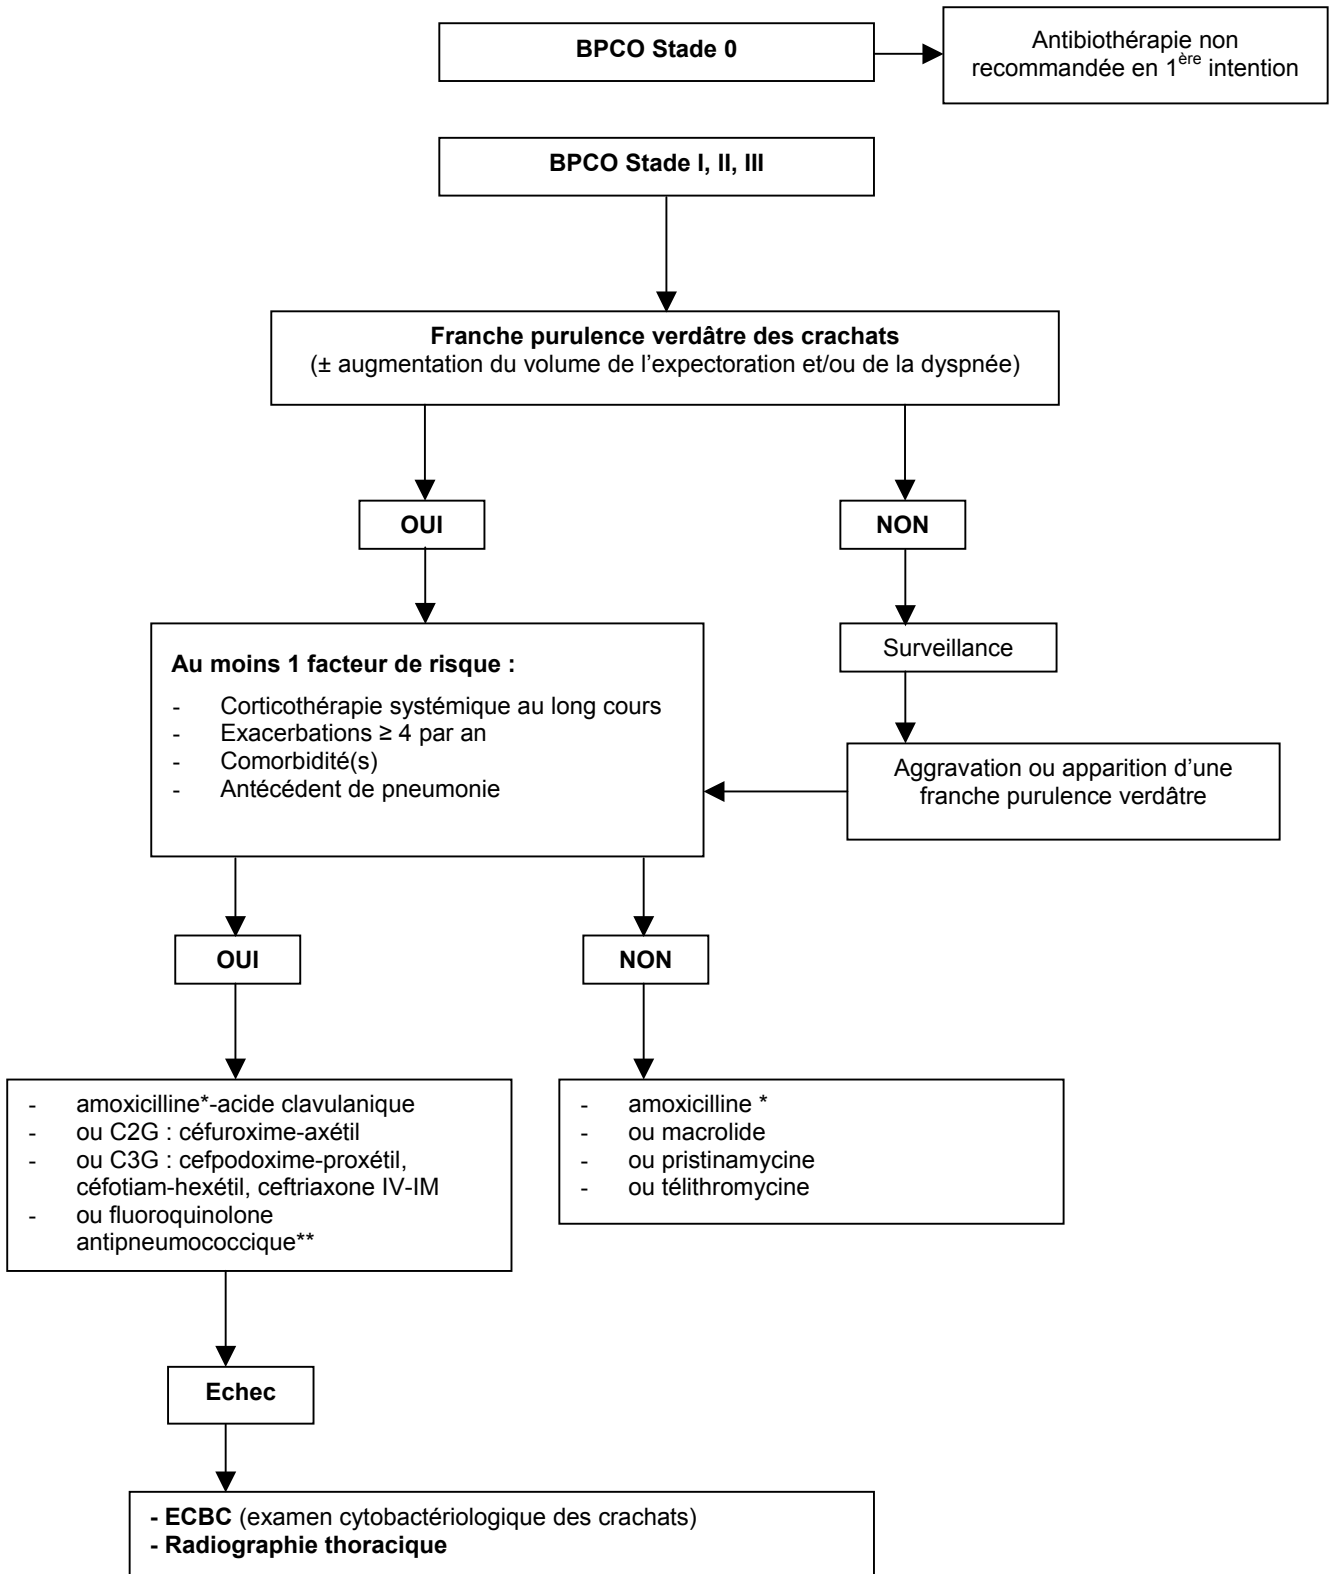 BPCO Stade 0
Antibiothérapie non
recommandée en 1ère intention
BPCO Stade I, II, III
Franche purulence verdâtre des crachats
(± augmentation du volume de l’expectoration et/ou de la dyspnée)
OUI
NON
Au moins 1 facteur de risque :
- Corticothérapie systémique au long cours
- Exacerbations ≥ 4 par an
- Comorbidité(s)
- Antécédent de pneumonie
Surveillance
Aggravation ou apparition d’une
franche purulence verdâtre
OUI
NON
- amoxicilline*-acide clavulanique
- ou C2G : céfuroxime-axétil
- ou C3G : cefpodoxime-proxétil,
céfotiam-hexétil, ceftriaxone IV-IM
- ou fluoroquinolone
antipneumococcique**
- amoxicilline *
- ou macrolide
- ou pristinamycine
- ou télithromycine
Echec
- ECBC (examen cytobactériologique des crachats)
- Radiographie thoracique